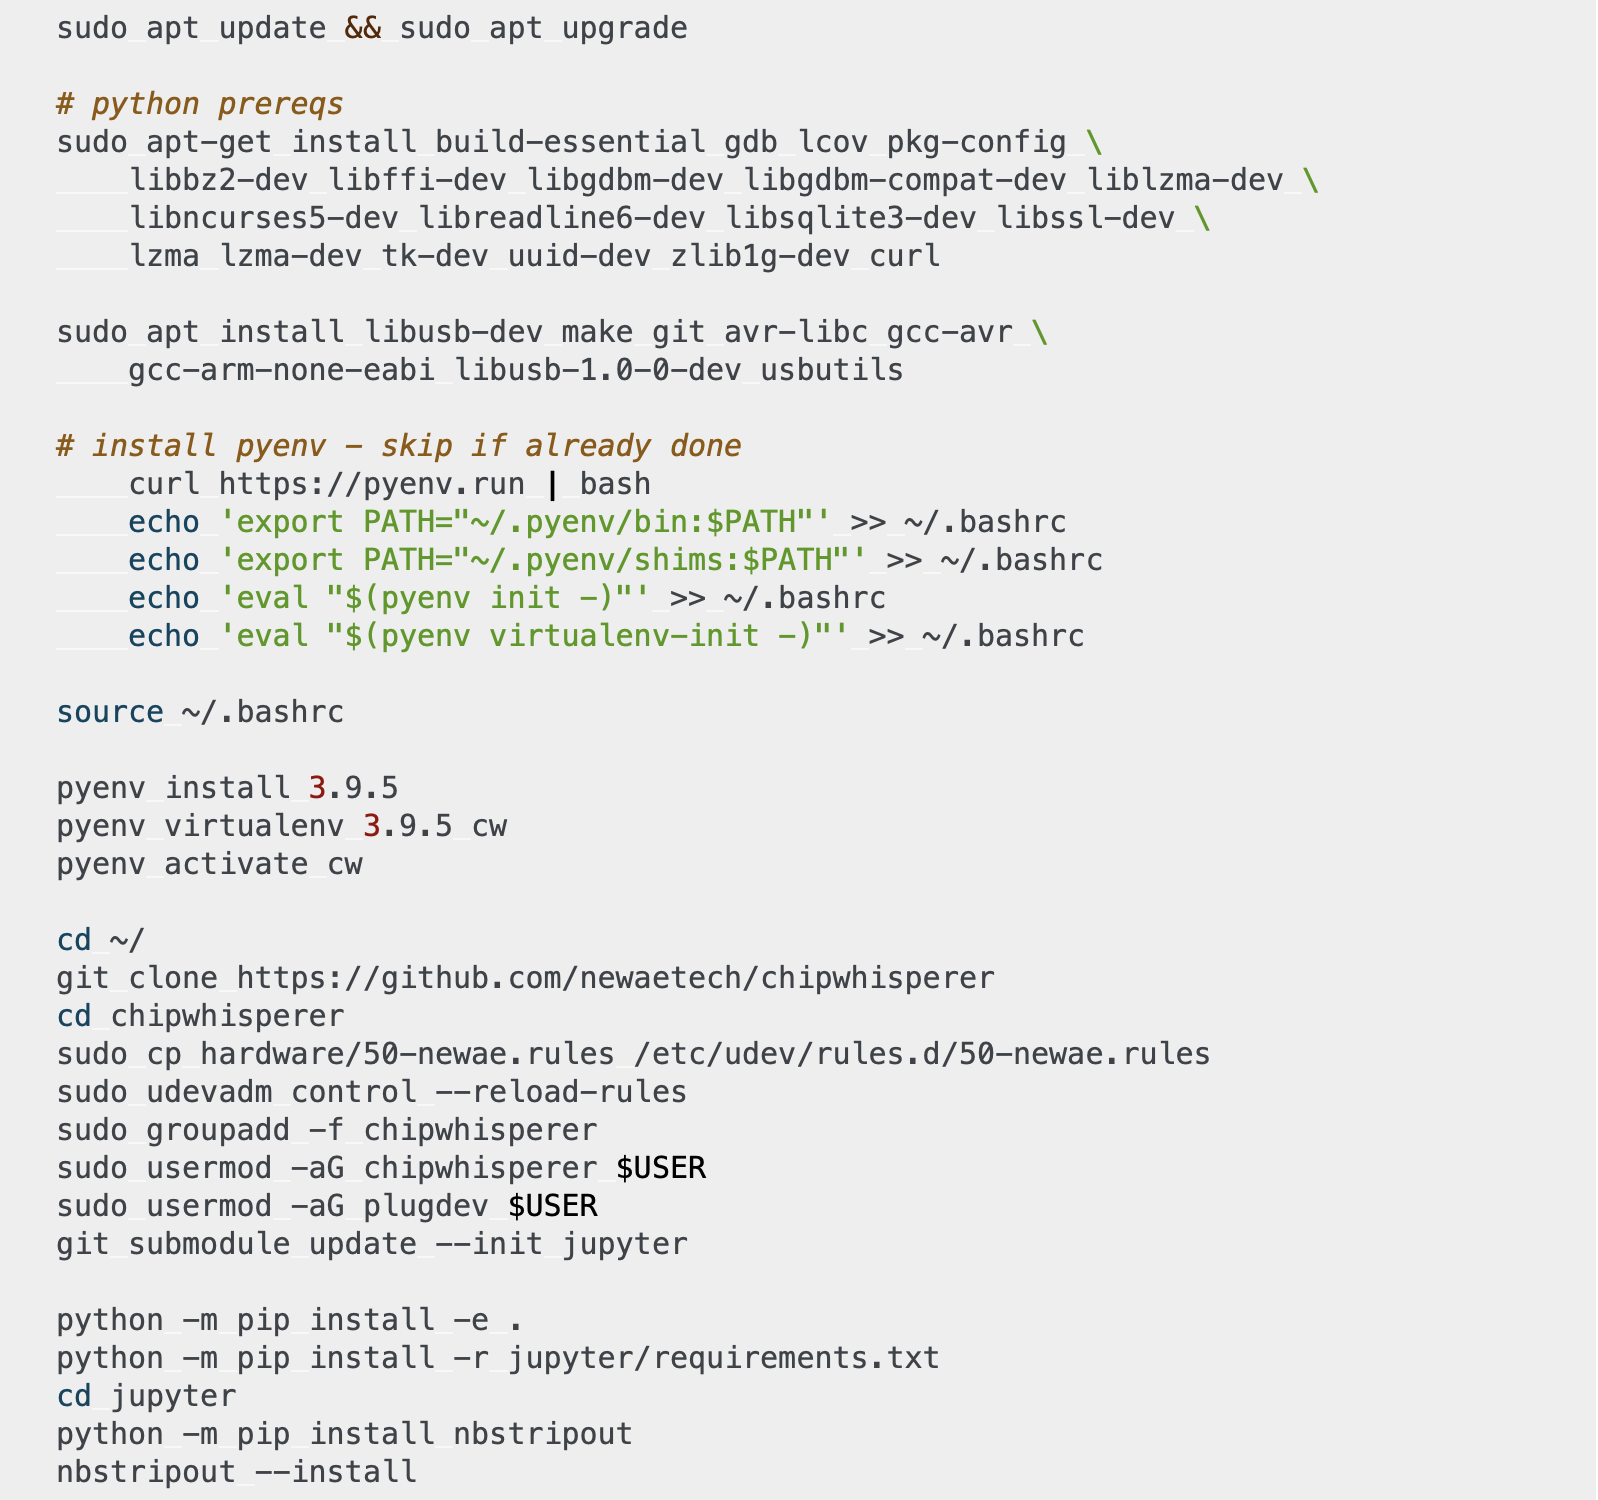 sudo apt update && sudo apt upgrade
# python prereqs
sudo apt-get install build-essential gdb lcov pkg-config \
    libbz2-dev libffi-dev libgdbm-dev libgdbm-compat-dev liblzma-dev \
    libncurses5-dev libreadline6-dev libsqlite3-dev libssl-dev \
    lzma lzma-dev tk-dev uuid-dev zlib1g-dev curl
sudo apt install libusb-dev make git avr-libc gcc-avr \
    gcc-arm-none-eabi libusb-1.0-0-dev usbutils
# install pyenv - skip if already done
    curl https://pyenv.run | bash
    echo 'export PATH="~/.pyenv/bin:$PATH"' >> ~/.bashrc
    echo 'export PATH="~/.pyenv/shims:$PATH"' >> ~/.bashrc
    echo 'eval "$(pyenv init -)"' >> ~/.bashrc
    echo 'eval "$(pyenv virtualenv-init -)"' >> ~/.bashrc
source ~/.bashrc
pyenv install 3.9.5
pyenv virtualenv 3.9.5 cw
pyenv activate cw
cd ~/
git clone https://github.com/newaetech/chipwhisperer
cd chipwhisperer
sudo cp hardware/50-newae.rules /etc/udev/rules.d/50-newae.rules
sudo udevadm control --reload-rules
sudo groupadd -f chipwhisperer
sudo usermod -aG chipwhisperer $USER
sudo usermod -aG plugdev $USER
git submodule update --init jupyter
python -m pip install -e .
python -m pip install -r jupyter/requirements.txt
cd jupyter
python -m pip install nbstripout
nbstripout --install